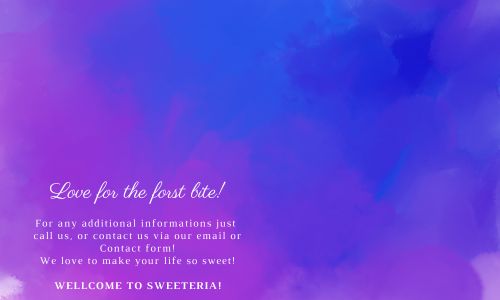 Love for the forst bite!
For any additional informations just
call us, or contact us via our email or
Contact form!
We love to make your life so sweet!
WELLCOME TO SWEETERIA!